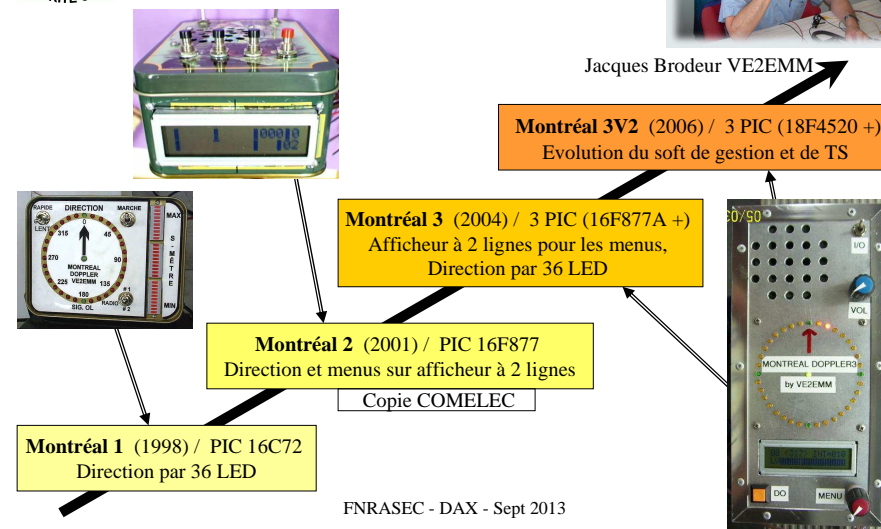 Jacques Brodeur VE2EMM
Montréal 3V2 (2006) / 3 PIC (18F4520 +)
Evolution du soft de gestion et de TS
Montréal 3 (2004) / 3 PIC (16F877A +)
Afficheur à 2 lignes pour les menus,
Direction par 36 LED
Montréal 2 (2001) / PIC 16F877
Direction et menus sur afficheur à 2 lignes
Copie COMELEC
Montréal 1 (1998) / PIC 16C72
Direction par 36 LED
FNRASEC - DAX - Sept 2013
RAPIDE
DIRECTION
MARCHE
LENT
0
315
45
270
90
MONTREAL
DOPPLER
VE2EMM
225
135
180
SIG. OL
RADIO
#1
#2
MAX
S-MÈTRE
MIN
I/O
VOL
MONTREAL DOPPLER3
by VE2EMM
DO
MENU